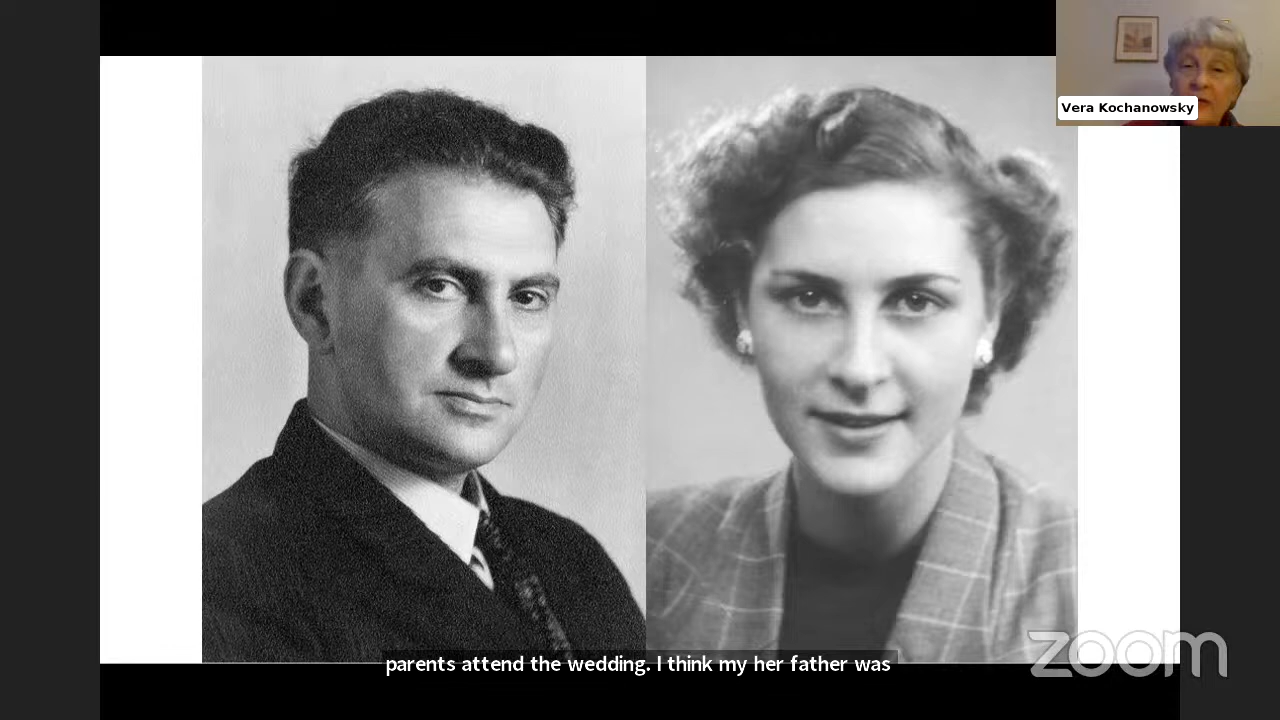 Vera Kochanowsky
parents attend the wedding. I think my her father was
zoom